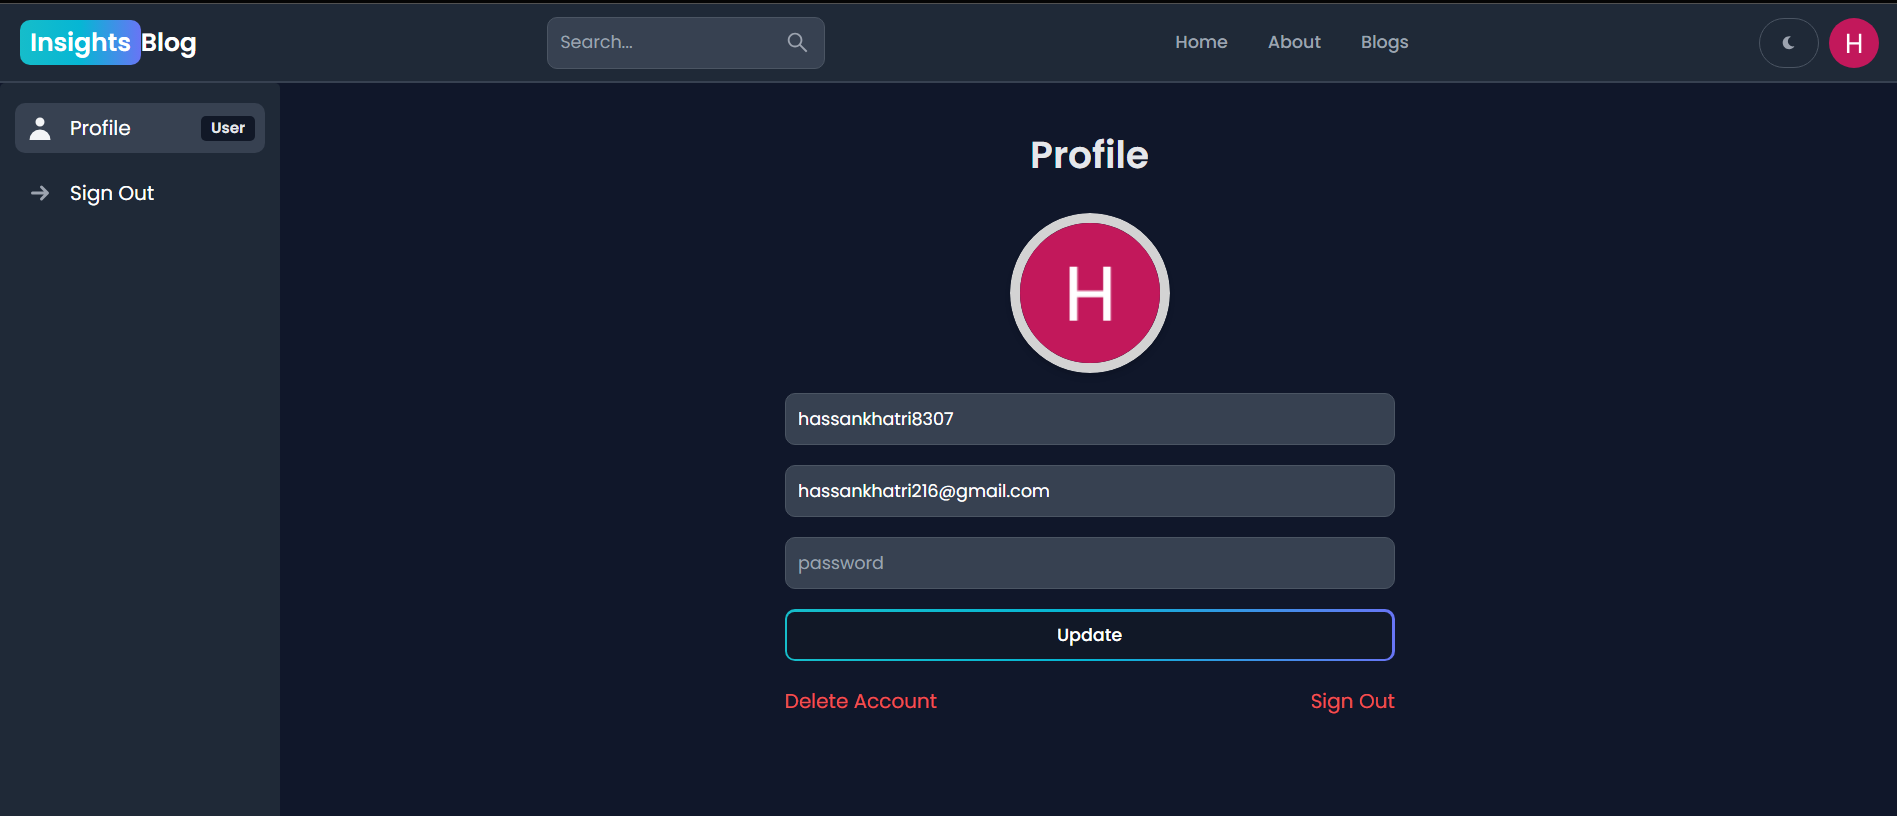 Insights Blog
Search...
Home
About
Blogs
H
Profile
User
Sign Out
Profile
H
hassankhatri8307
hassankhatri216@gmail.com
password
Update
Delete Account
Sign Out